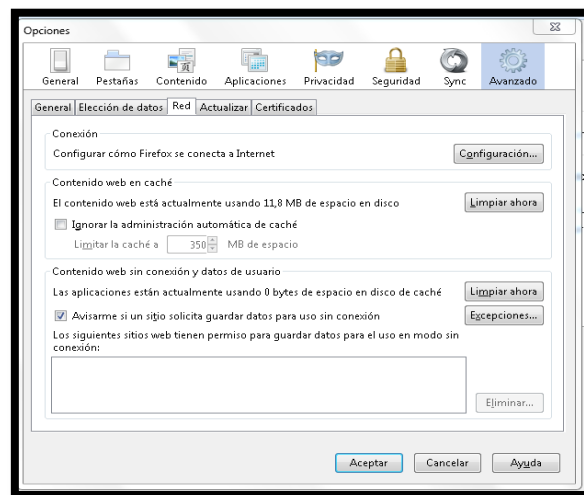 Opciones
General Pestañas Contenido Aplicaciones Privacidad Seguridad Sync Avanzado
General Elección de datos Red Actualizar Certificados
Conexión
Configurar cómo Firefox se conecta a Internet Configuración...
Contenido web en caché
El contenido web está actualmente usando 11,8 MB de espacio en disco Limpiar ahora
Ignorar la administración automática de caché
Limitar la caché a 350 MB de espacio
Contenido web sin conexión y datos de usuario
Las aplicaciones están actualmente usando 0 bytes de espacio en disco de caché Limpiar ahora
Avisarme si un sitio solicita guardar datos para uso sin conexión Excepciones...
Los siguientes sitios web tienen permiso para guardar datos para el uso en modo sin
conexión:
Eliminar...
Aceptar Cancelar Ayuda